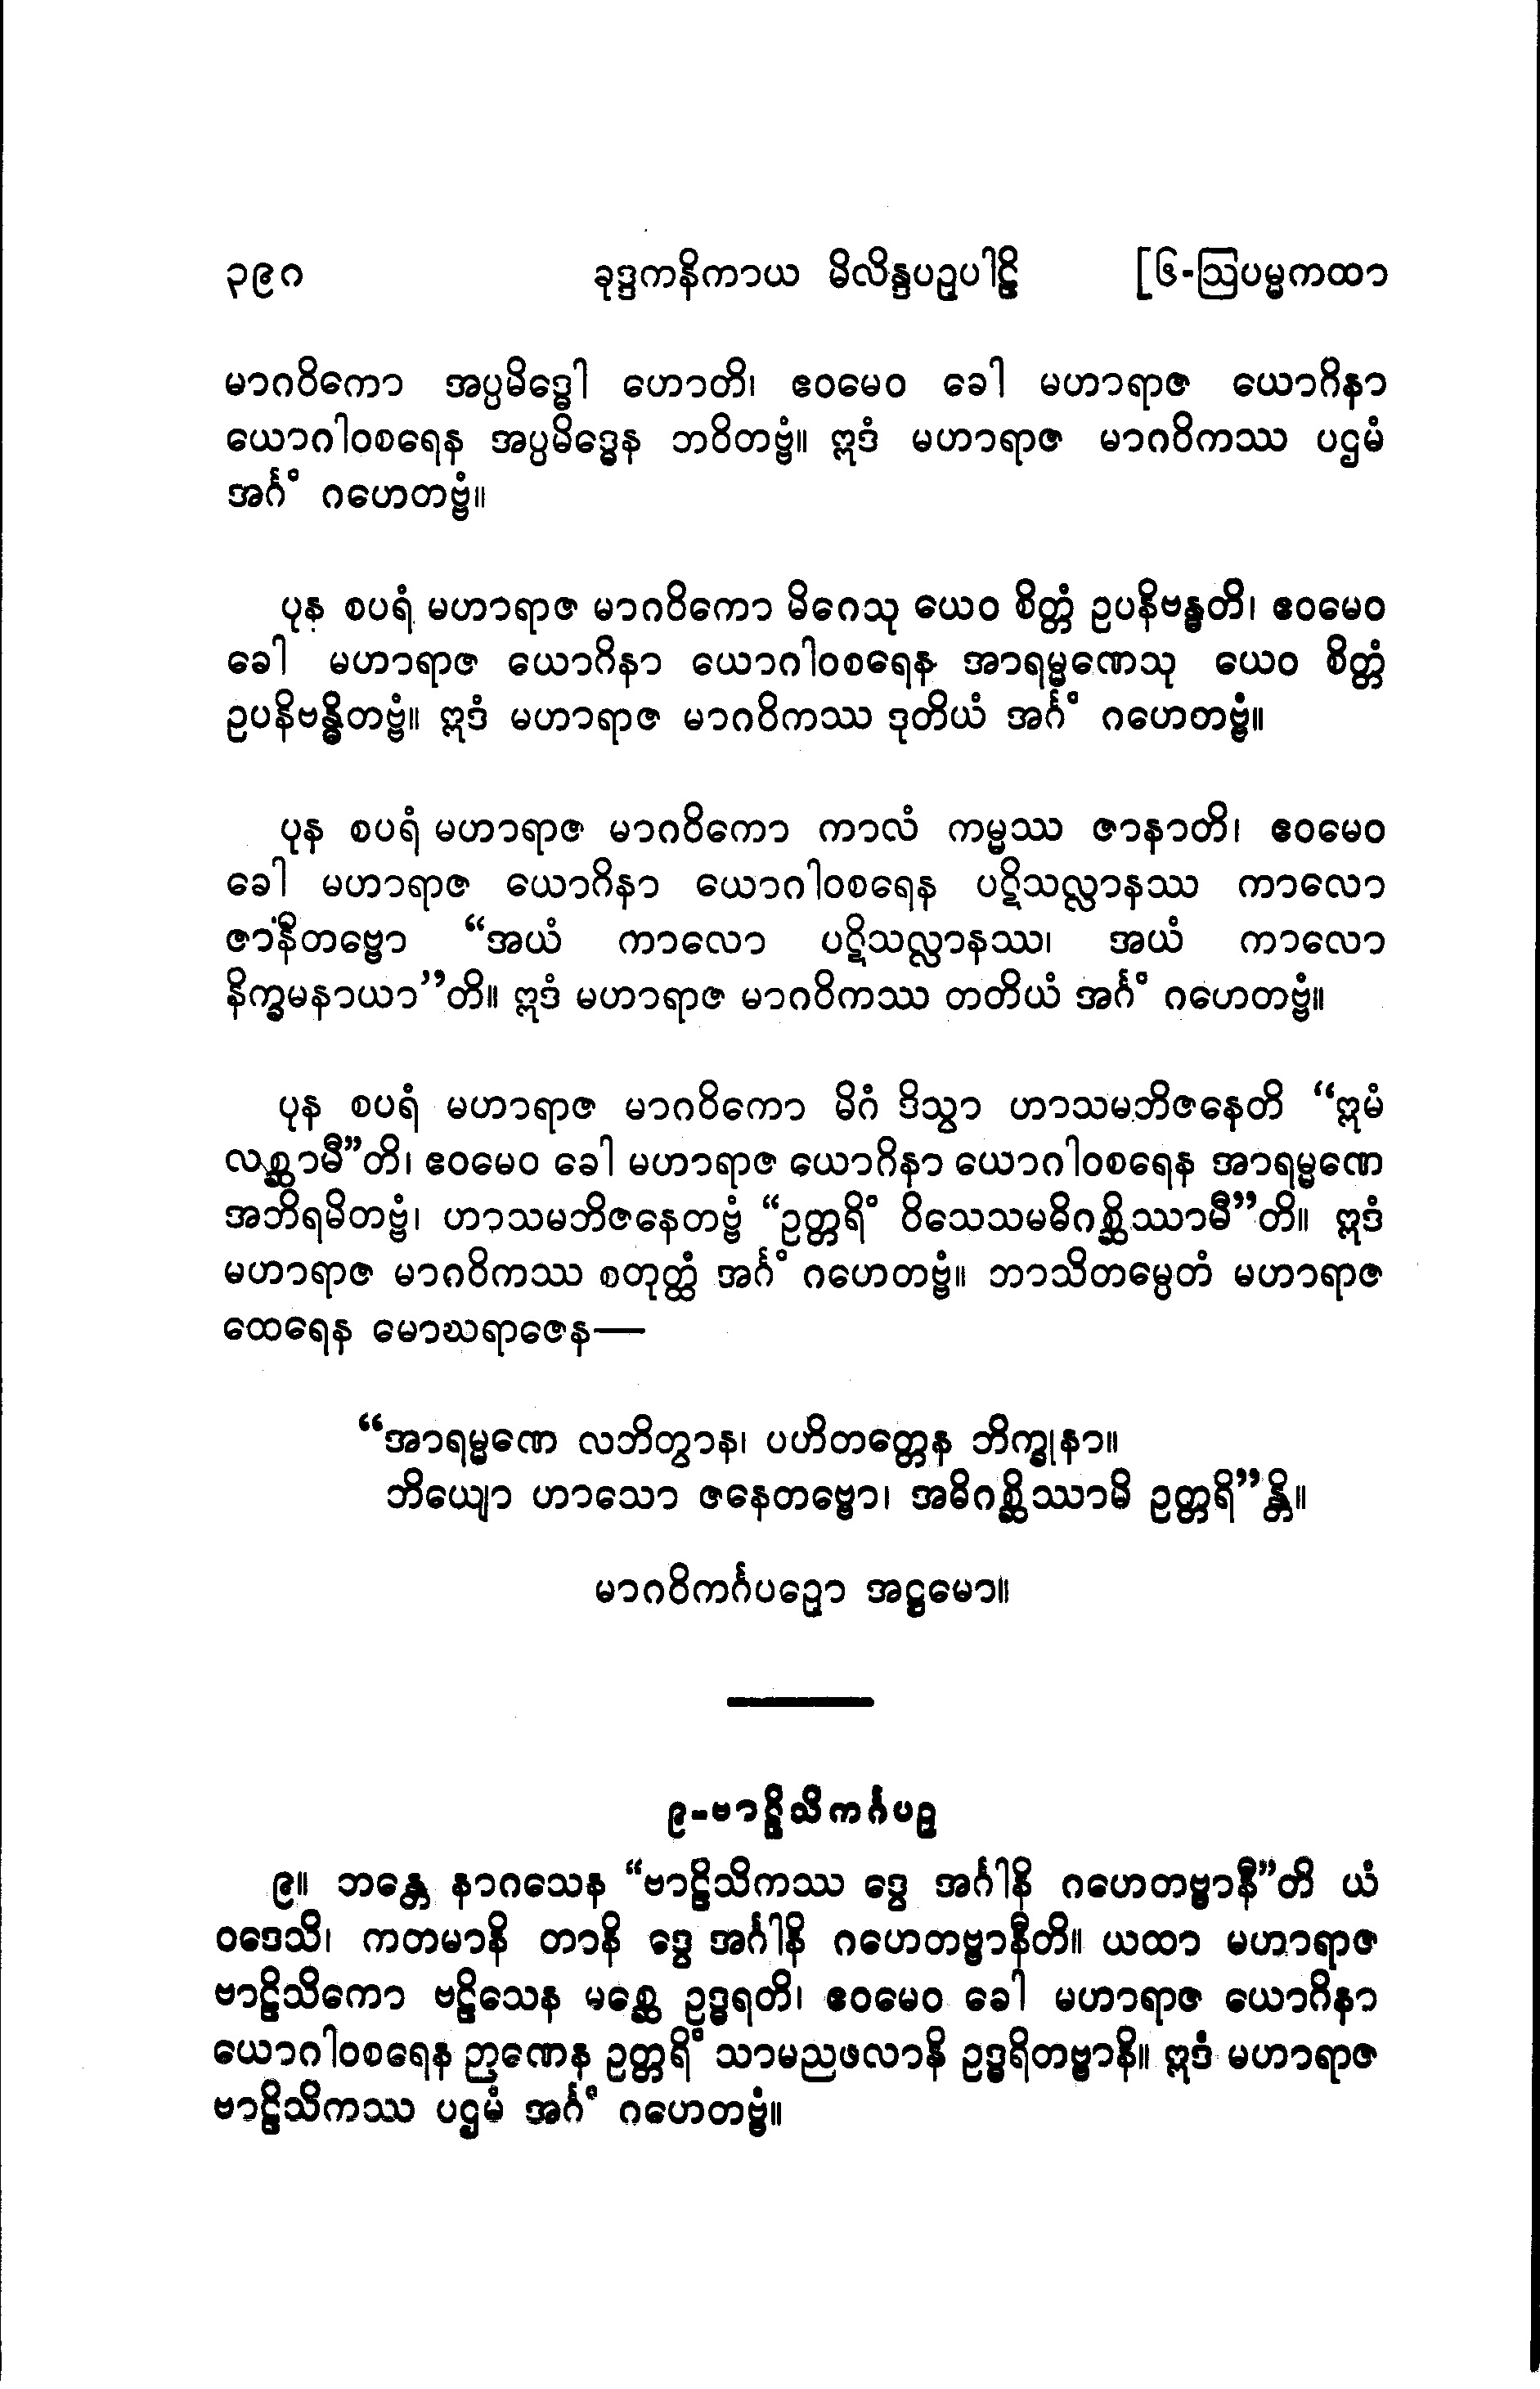 ၃၉၈ ခုဒ္ဒကနိကာယ မိလိန္ဒပဉှပါဠိ [၆-ဩပမ္မကထာ
မာဂဝိကော အပ္ပမိဒ္ဓေါ ဟောတိ၊ ဧဝမေဝ ခေါ မဟာရာဇ ယောဂိနာ
ယောဂါဝစရေန အပ္ပမိဒ္ဓေန ဘဝိတဗ္ဗံ။ ဣဒံ မဟာရာဇ မာဂဝိကဿ ပဌမံ
အင်္ဂံ ဂဟေတဗ္ဗံ။
ပုန စပရံ မဟာရာဇ မာဂဝိကော မိဂေသု ယေဝ စိတ္တံ ဥပနိဗန္ဓတိ၊ ဧဝမေဝ
ခေါ မဟာရာဇ ယောဂိနာ ယောဂါဝစရေန အာရမ္မဏေသု ယေဝ စိတ္တံ
ဥပနိဗန္ဓိတဗ္ဗံ။ ဣဒံ မဟာရာဇ မာဂဝိကဿ ဒုတိယံ အင်္ဂံ ဂဟေတဗ္ဗံ။
ပုန စပရံ မဟာရာဇ မာဂဝိကော ကာလံ ကမ္မဿ ဇာနာတိ၊ ဧဝမေဝ
ခေါ မဟာရာဇ ယောဂိနာ ယောဂါဝစရေန ပဋိသလ္လာနဿ ကာလော
ဇာနိတဗ္ဗော “အယံ ကာလော ပဋိသလ္လာနဿ၊ အယံ ကာလော
နိက္ခမနာယာ”တိ။ ဣဒံ မဟာရာဇ မာဂဝိကဿ တတိယံ အင်္ဂံ ဂဟေတဗ္ဗံ။
ပုန စပရံ မဟာရာဇ မာဂဝိကော မိဂံ ဒိသွာ ဟာသမဘိဇနေတိ “ဣမံ
လစ္ဆာမီ”တိ၊ ဧဝမေဝ ခေါ မဟာရာဇ ယောဂိနာ ယောဂါဝစရေန အာရမ္မဏေ
အဘိရမိတဗ္ဗံ၊ ဟာသမဘိဇနေတဗ္ဗံ “ဥတ္တရိံ ဝိသေသမဓိဂစ္ဆိဿာမီ”တိ။ ဣဒံ
မဟာရာဇ မာဂဝိကဿ စတုတ္ထံ အင်္ဂံ ဂဟေတဗ္ဗံ။ ဘာသိတမ္ပေတံ မဟာရာဇ
ထေရေန မောဃရာဇေန—
“အာရမ္မဏေ လဘိတွာန၊ ပဟိတတ္တေန ဘိက္ခုနာ။
ဘိယျော ဟာသော ဇနေတဗ္ဗော၊ အဓိဂစ္ဆိဿာမိ ဥတ္တရိ”န္တိ။
မာဂဝိကင်္ဂပဉှော အဋ္ဌမော။
၉-ဗာဠိသိကင်္ဂပဉှ
၉။ ဘန္တေ နာဂသေန “ဗာဠိသိကဿ ဒွေ အင်္ဂါနိ ဂဟေတဗ္ဗာနီ”တိ ယံ
ဝဒေသိ၊ ကတမာနိ တာနိ ဒွေ အင်္ဂါနိ ဂဟေတဗ္ဗာနီတိ။ ယထာ မဟာရာဇ
ဗာဠိသိကော ဗဠိသေန မစ္ဆေ ဥဒ္ဓရတိ၊ ဧဝမေဝ ခေါ မဟာရာဇ ယောဂိနာ
ယောဂါဝစရေန ဉာဏေန ဥတ္တရိံ သာမညဖလာနိ ဥဒ္ဓရိတဗ္ဗာနိ။ ဣဒံ မဟာရာဇ
ဗာဠိသိကဿ ပဌမံ အင်္ဂံ ဂဟေတဗ္ဗံ။